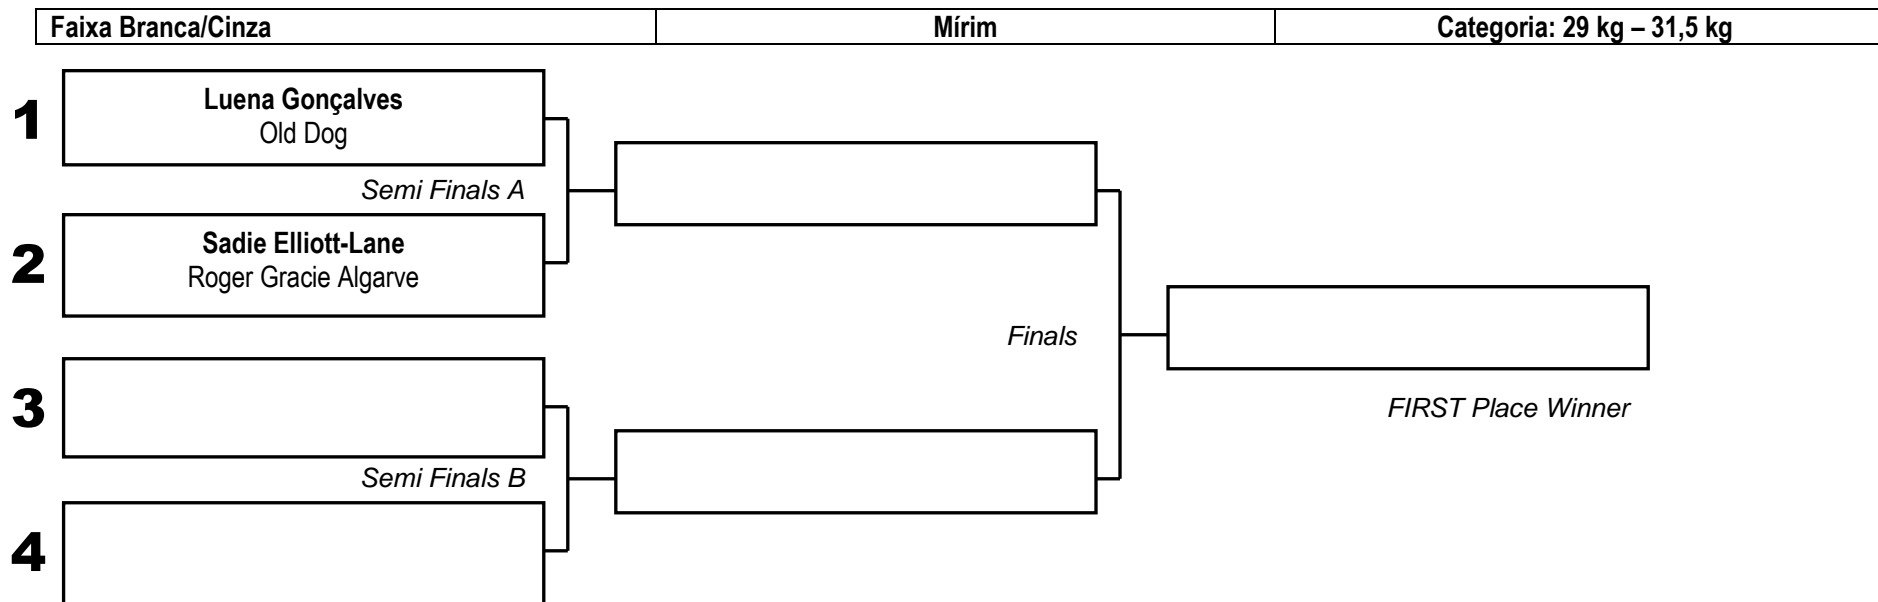 Faixa Branca/Cinza Mírim Categoria: 29 kg – 31,5 kg
1
Luena Gonçalves
Old Dog
Semi Finals A
2
Sadie Elliott-Lane
Roger Gracie Algarve
Finals
3
FIRST Place Winner
Semi Finals B
4